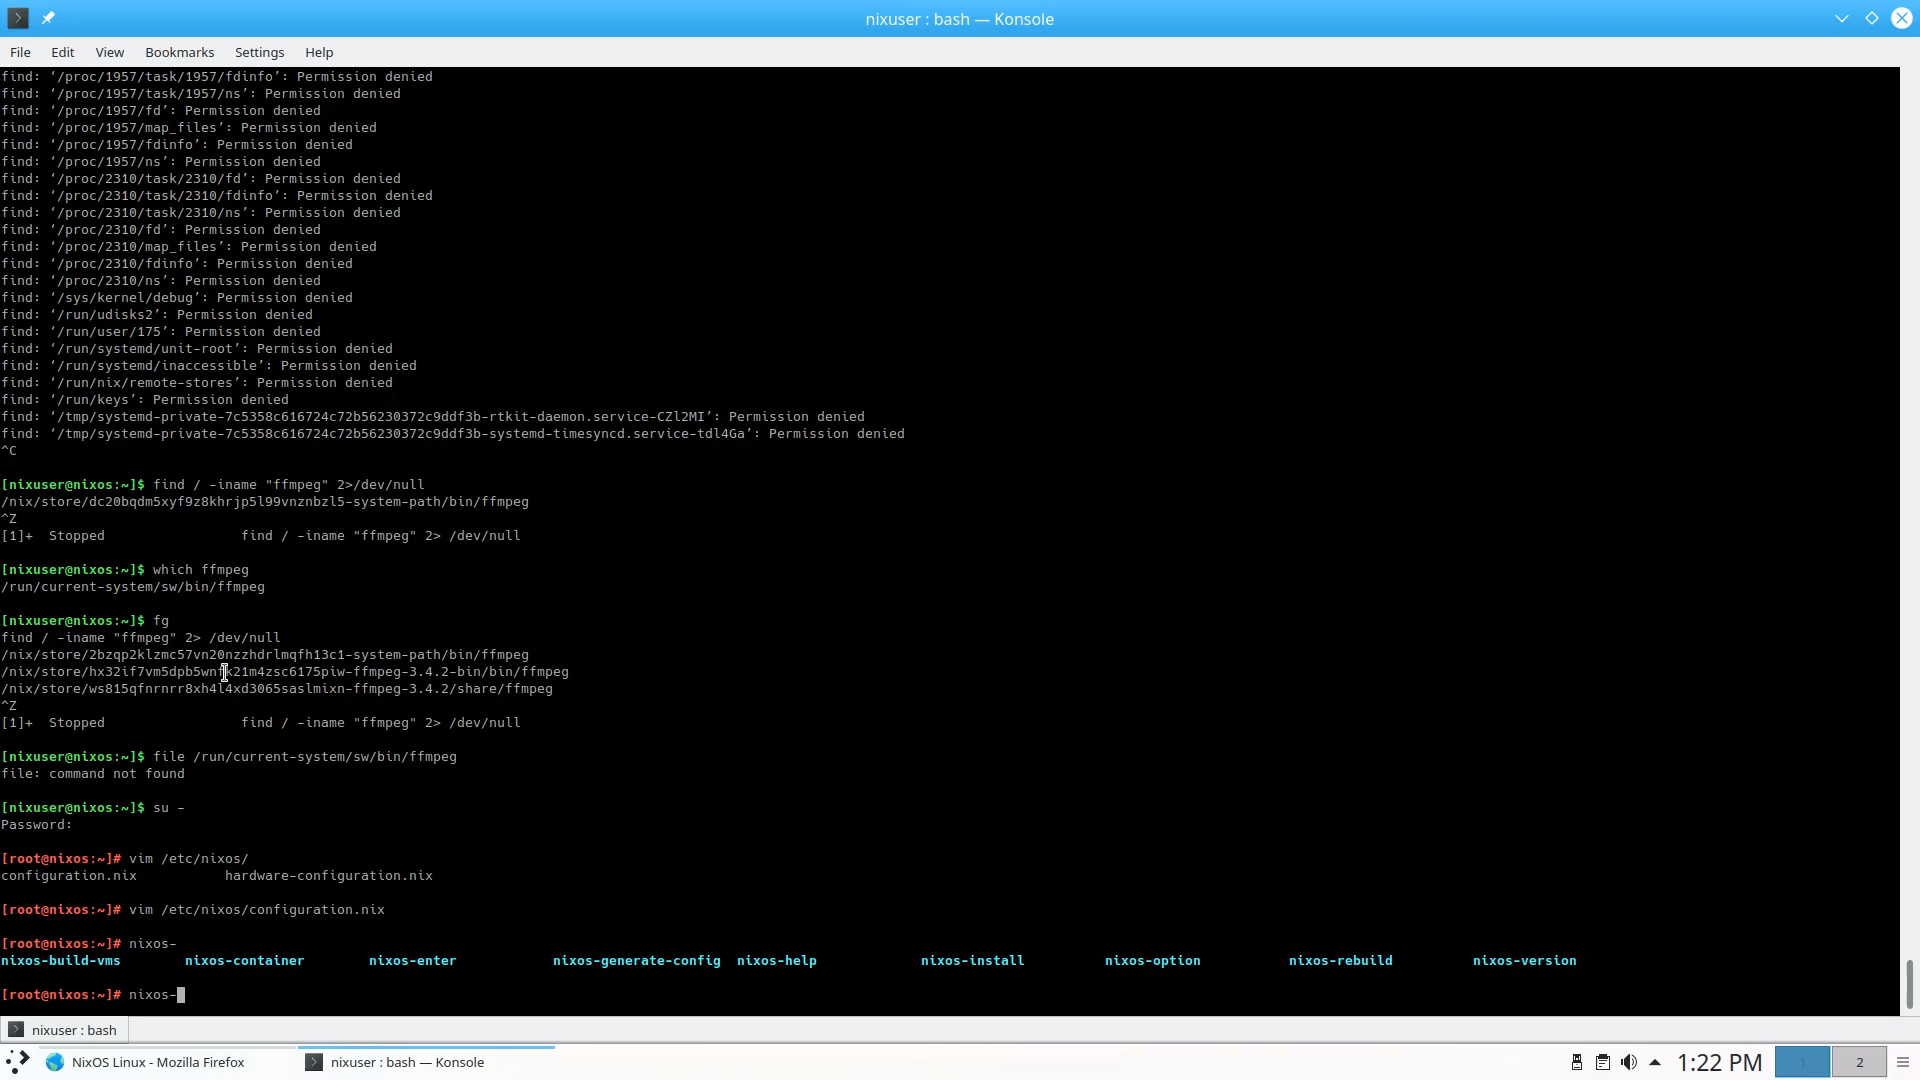 nixuser : bash — Konsole
File Edit View Bookmarks Settings Help
find: ‘/proc/1957/task/1957/fdinfo’: Permission denied
find: ‘/proc/1957/task/1957/ns’: Permission denied
find: ‘/proc/1957/fd’: Permission denied
find: ‘/proc/1957/map_files’: Permission denied
find: ‘/proc/1957/fdinfo’: Permission denied
find: ‘/proc/1957/ns’: Permission denied
find: ‘/proc/2310/task/2310/fd’: Permission denied
find: ‘/proc/2310/task/2310/fdinfo’: Permission denied
find: ‘/proc/2310/task/2310/ns’: Permission denied
find: ‘/proc/2310/fd’: Permission denied
find: ‘/proc/2310/map_files’: Permission denied
find: ‘/proc/2310/fdinfo’: Permission denied
find: ‘/proc/2310/ns’: Permission denied
find: ‘/sys/kernel/debug’: Permission denied
find: ‘/run/udisks2’: Permission denied
find: ‘/run/user/175’: Permission denied
find: ‘/run/systemd/unit-root’: Permission denied
find: ‘/run/systemd/inaccessible’: Permission denied
find: ‘/run/nix/remote-stores’: Permission denied
find: ‘/run/keys’: Permission denied
find: ‘/tmp/systemd-private-7c5358c616724c72b56230372c9ddf3b-rtkit-daemon.service-CZl2MI’: Permission denied
find: ‘/tmp/systemd-private-7c5358c616724c72b56230372c9ddf3b-systemd-timesyncd.service-tdl4Ga’: Permission denied
^C
[nixuser@nixos:~]$ find / -iname "ffmpeg" 2>/dev/null
/nix/store/dc20bqdm5xyf9z8khrjp5l99vnznbzl5-system-path/bin/ffmpeg
^Z
[1]+  Stopped                 find / -iname "ffmpeg" 2> /dev/null
[nixuser@nixos:~]$ which ffmpeg
/run/current-system/sw/bin/ffmpeg
[nixuser@nixos:~]$ fg
find / -iname "ffmpeg" 2> /dev/null
/nix/store/2bzqp2klzmc57vn20nzzhdrlmqfh13c1-system-path/bin/ffmpeg
/nix/store/hx32if7vm5dpb5wnfk21m4zsc6175piw-ffmpeg-3.4.2-bin/bin/ffmpeg
/nix/store/ws815qfnrnrr8xh4l4xd3065saslmixn-ffmpeg-3.4.2/share/ffmpeg
^Z
[1]+  Stopped                 find / -iname "ffmpeg" 2> /dev/null
[nixuser@nixos:~]$ file /run/current-system/sw/bin/ffmpeg
file: command not found
[nixuser@nixos:~]$ su -
Password:
[root@nixos:~]# vim /etc/nixos/
configuration.nix           hardware-configuration.nix
[root@nixos:~]# vim /etc/nixos/configuration.nix
[root@nixos:~]# nixos-
nixos-build-vms        nixos-container        nixos-enter            nixos-generate-config  nixos-help             nixos-install          nixos-option           nixos-rebuild          nixos-version
[root@nixos:~]# nixos-
nixuser : bash
NixOS Linux - Mozilla Firefox nixuser : bash — Konsole 1:22 PM 1 2